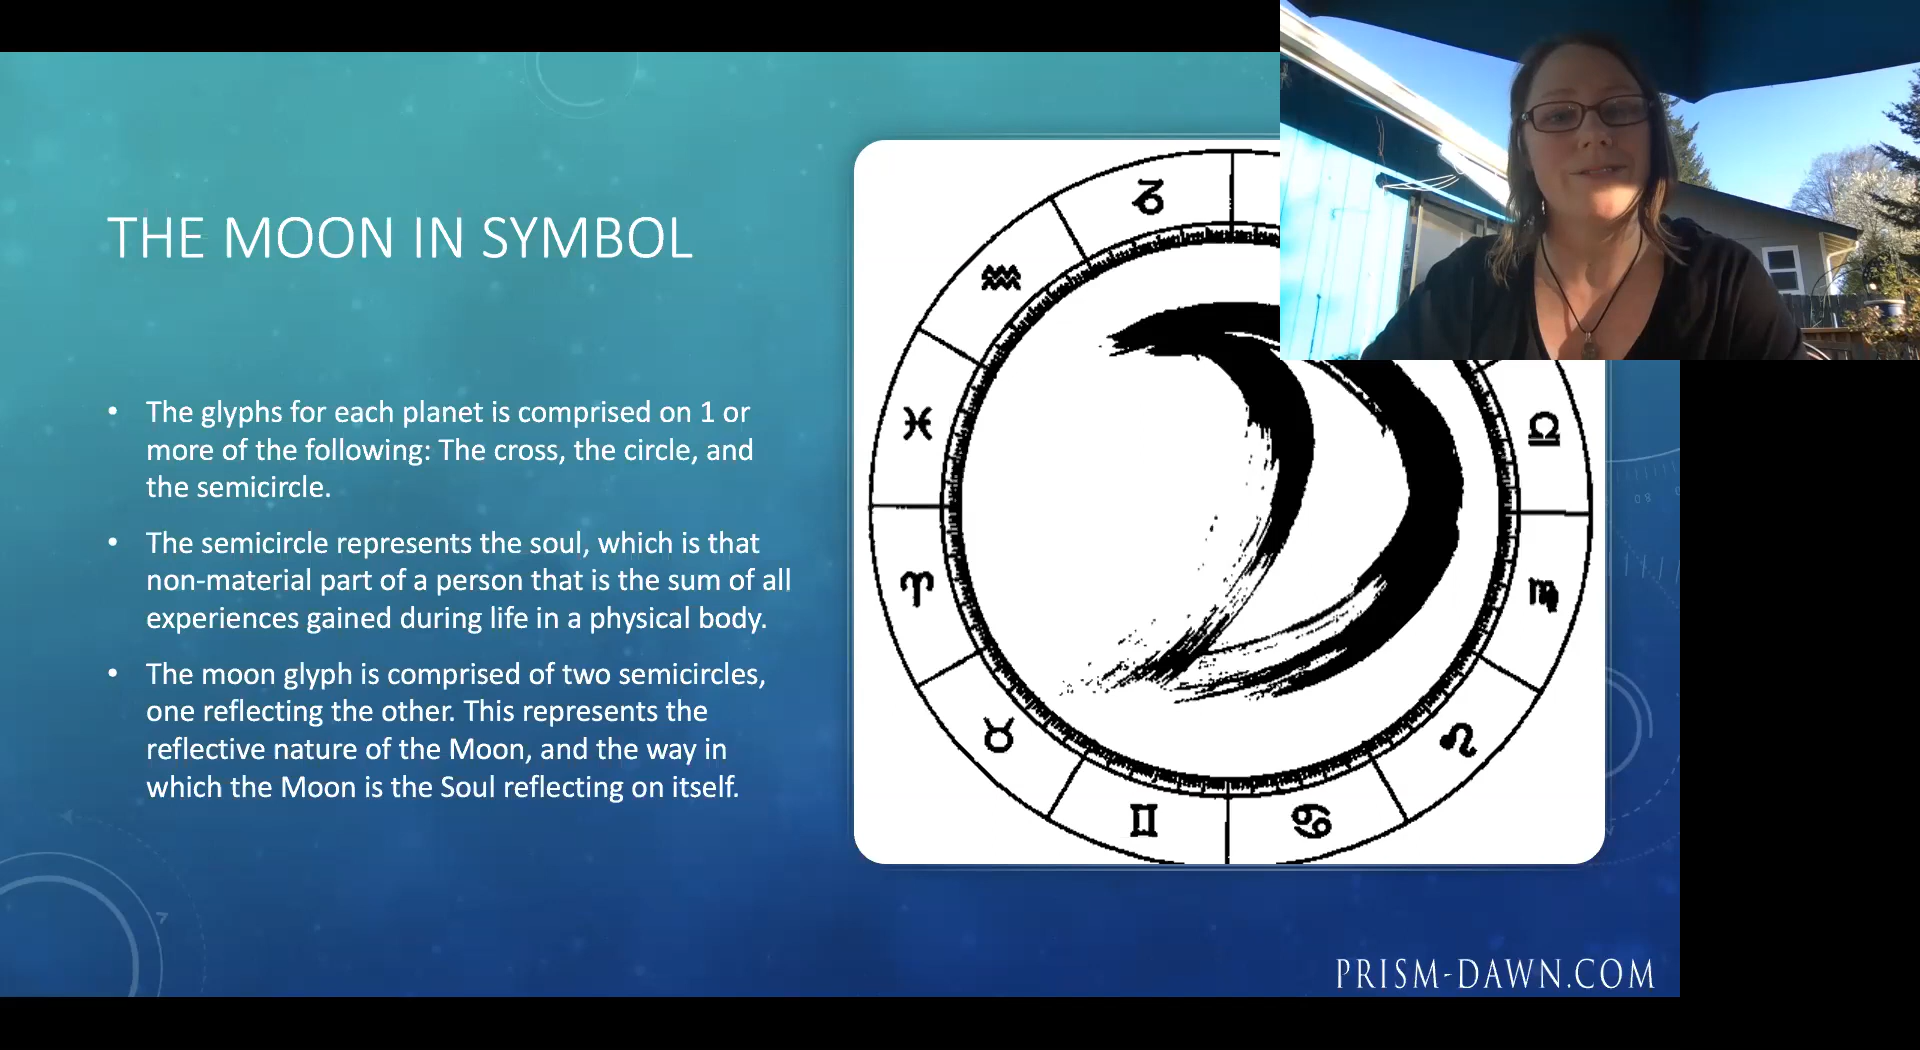 THE MOON IN SYMBOL
• The glyphs for each planet is comprised on 1 or
more of the following: The cross, the circle, and
the semicircle.
• The semicircle represents the soul, which is that
non-material part of a person that is the sum of all
experiences gained during life in a physical body.
• The moon glyph is comprised of two semicircles,
one reflecting the other. This represents the
reflective nature of the Moon, and the way in
which the Moon is the Soul reflecting on itself.
♑
♒
♓
♎
♈
♍
♉
♌
♊
♋
PRISM-DAWN.COM